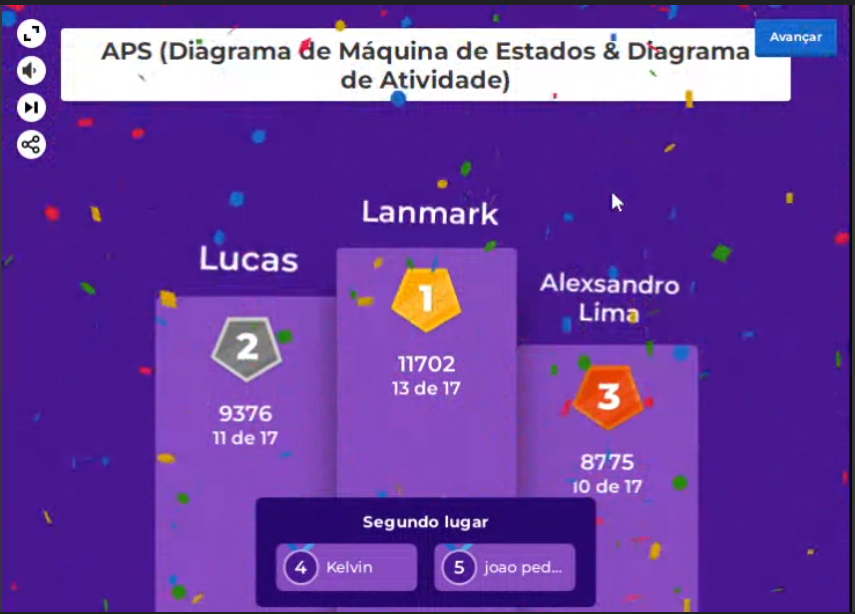 APS (Diagrama de Máquina de Estados & Diagrama
de Atividade)
Avançar
Lanmark
Lucas
Alexsandro
Lima
1
2
3
11702
13 de 17
9376
11 de 17
8775
10 de 17
Segundo lugar
4 Kelvin
5 joao ped...